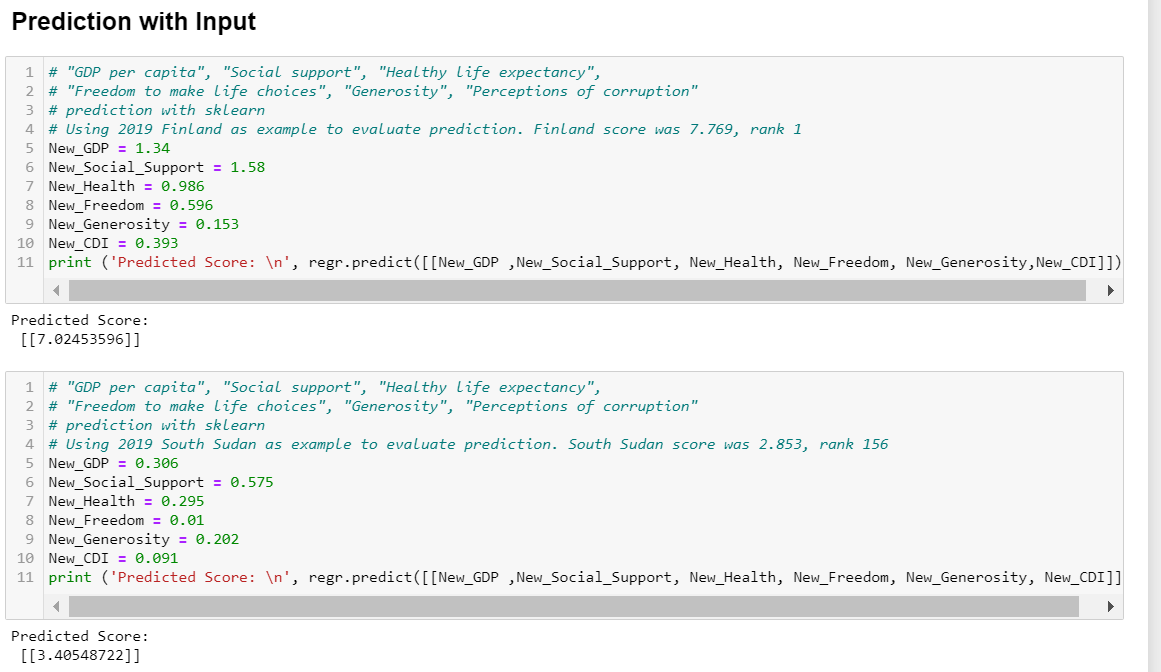 Prediction with Input
1 # "GDP per capita", "Social support", "Healthy life expectancy",
2 # "Freedom to make life choices", "Generosity", "Perceptions of corruption"
3 # prediction with sklearn
4 # Using 2019 Finland as example to evaluate prediction. Finland score was 7.769, rank 1
5 New_GDP = 1.34
6 New_Social_Support = 1.58
7 New_Health = 0.986
8 New_Freedom = 0.596
9 New_Generosity = 0.153
10 New_CDI = 0.393
11 print ('Predicted Score: \n', regr.predict([[New_GDP ,New_Social_Support, New_Health, New_Freedom, New_Generosity,New_CDI]])
Predicted Score:
[[7.02453596]]
1 # "GDP per capita", "Social support", "Healthy life expectancy",
2 # "Freedom to make life choices", "Generosity", "Perceptions of corruption"
3 # prediction with sklearn
4 # Using 2019 South Sudan as example to evaluate prediction. South Sudan score was 2.853, rank 156
5 New_GDP = 0.306
6 New_Social_Support = 0.575
7 New_Health = 0.295
8 New_Freedom = 0.01
9 New_Generosity = 0.202
10 New_CDI = 0.091
11 print ('Predicted Score: \n', regr.predict([[New_GDP ,New_Social_Support, New_Health, New_Freedom, New_Generosity, New_CDI]]
Predicted Score:
[[3.40548722]]